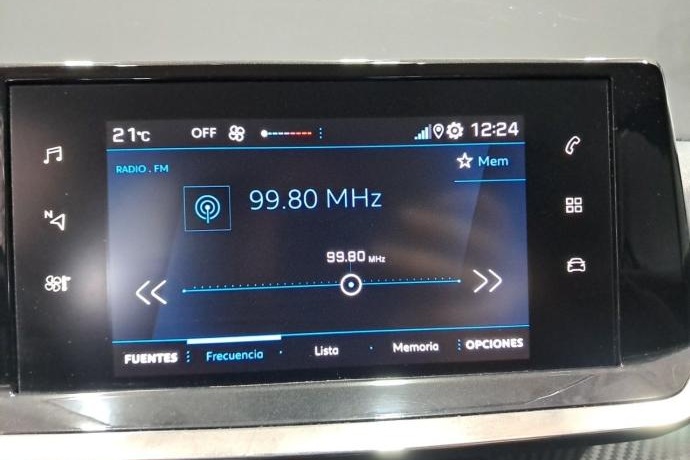 21°C OFF 12:24
RADIO . FM
Mem
99.80 MHz
99.80 MHz
N
FUENTES Frecuencia Lista Memoria OPCIONES